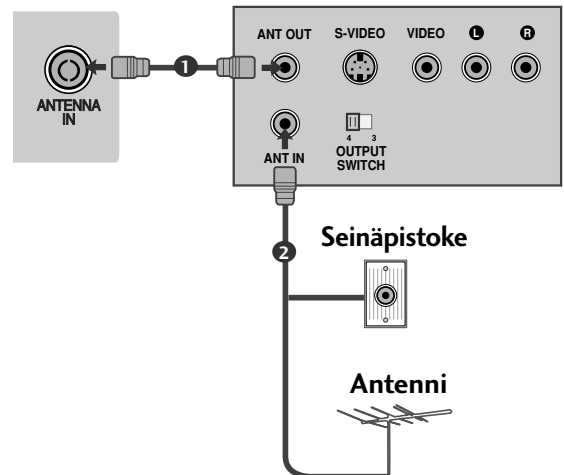 ANT OUT
S-VIDEO
VIDEO
L
R
1
ANTENNA
IN
ANT IN
4 3
OUTPUT
SWITCH
2
Seinäpistoke
Antenni